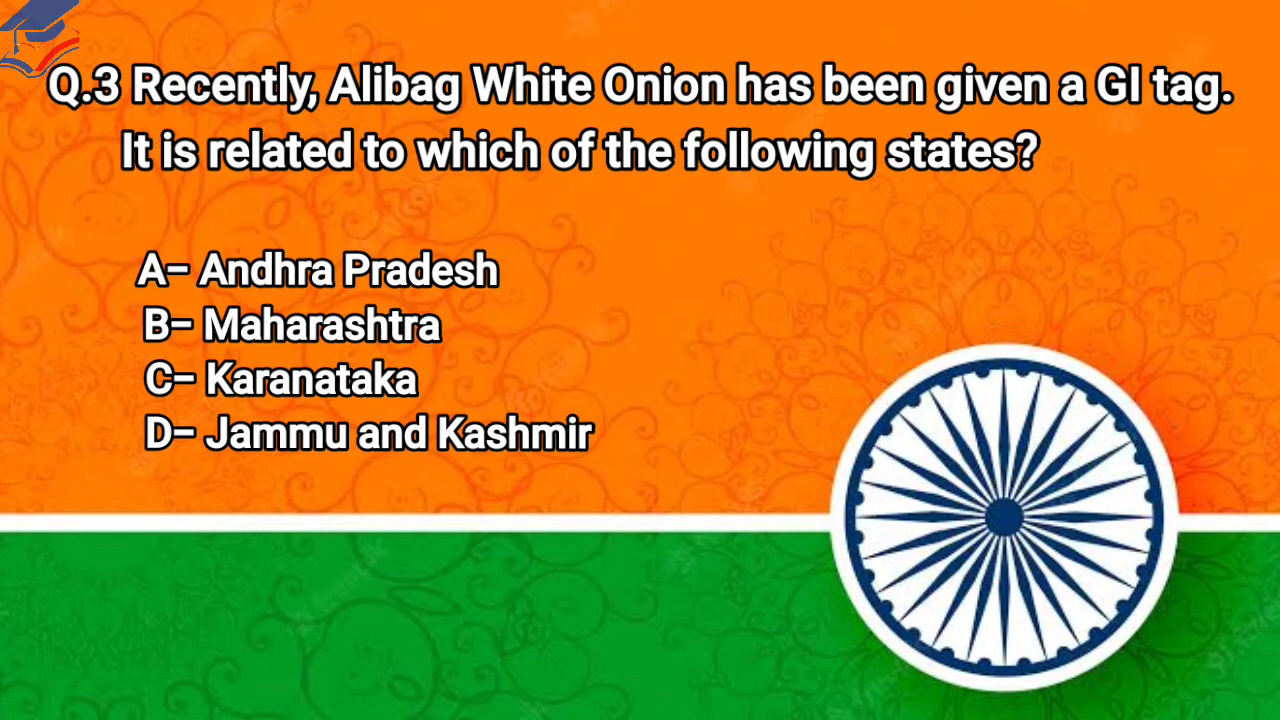 Q.3 Recently, Alibag White Onion has been given a GI tag.
It is related to which of the following states?
A– Andhra Pradesh
B– Maharashtra
C– Karanataka
D– Jammu and Kashmir